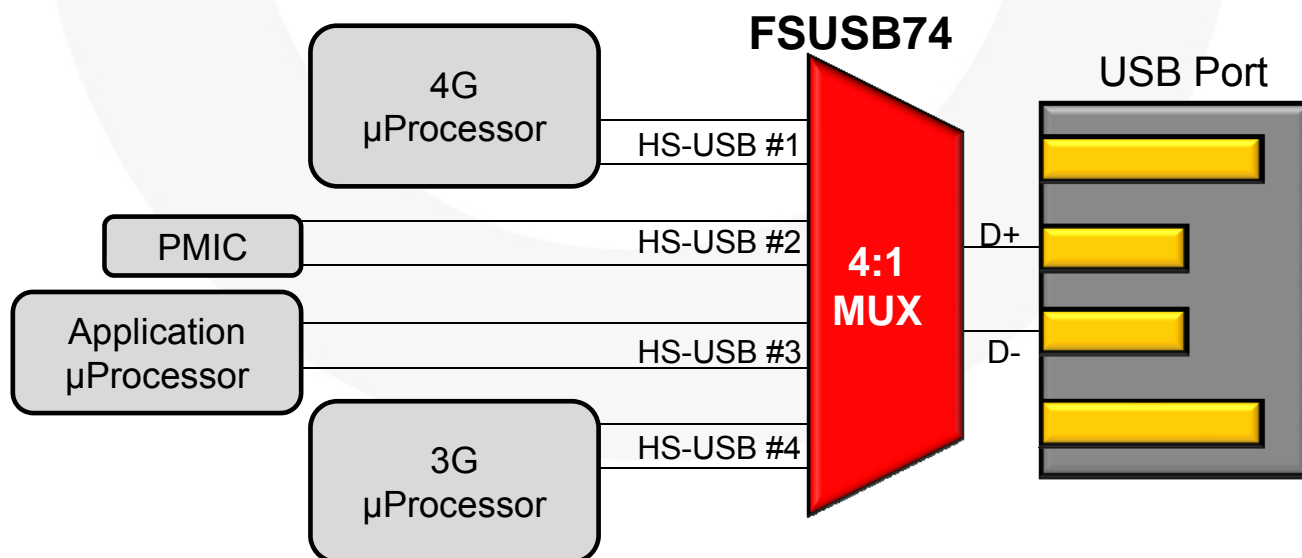 FSUSB74
USB Port
4G
µProcessor
HS-USB #1
PMIC
HS-USB #2
Application
µProcessor
HS-USB #3
3G
µProcessor
HS-USB #4
4:1
MUX
D+
D-